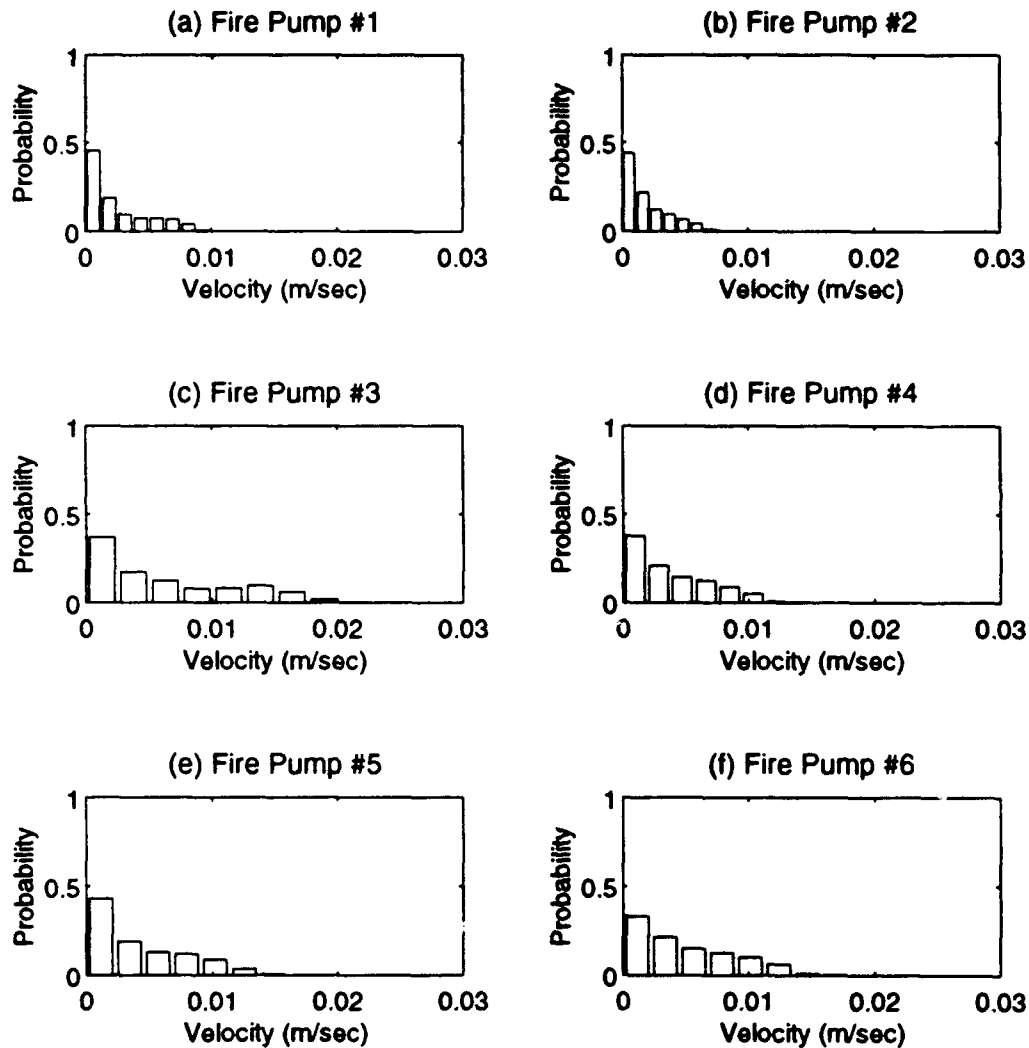 (a) Fire Pump #1
1
0.5
0
Probability
0 0.01 0.02 0.03
Velocity (m/sec)
(b) Fire Pump #2
1
0.5
0
Probability
0 0.01 0.02 0.03
Velocity (m/sec)
(c) Fire Pump #3
1
0.5
0
Probability
0 0.01 0.02 0.03
Velocity (m/sec)
(d) Fire Pump #4
1
0.5
0
Probability
0 0.01 0.02 0.03
Velocity (m/sec)
(e) Fire Pump #5
1
0.5
0
Probability
0 0.01 0.02 0.03
Velocity (m/sec)
(f) Fire Pump #6
1
0.5
0
Probability
0 0.01 0.02 0.03
Velocity (m/sec)